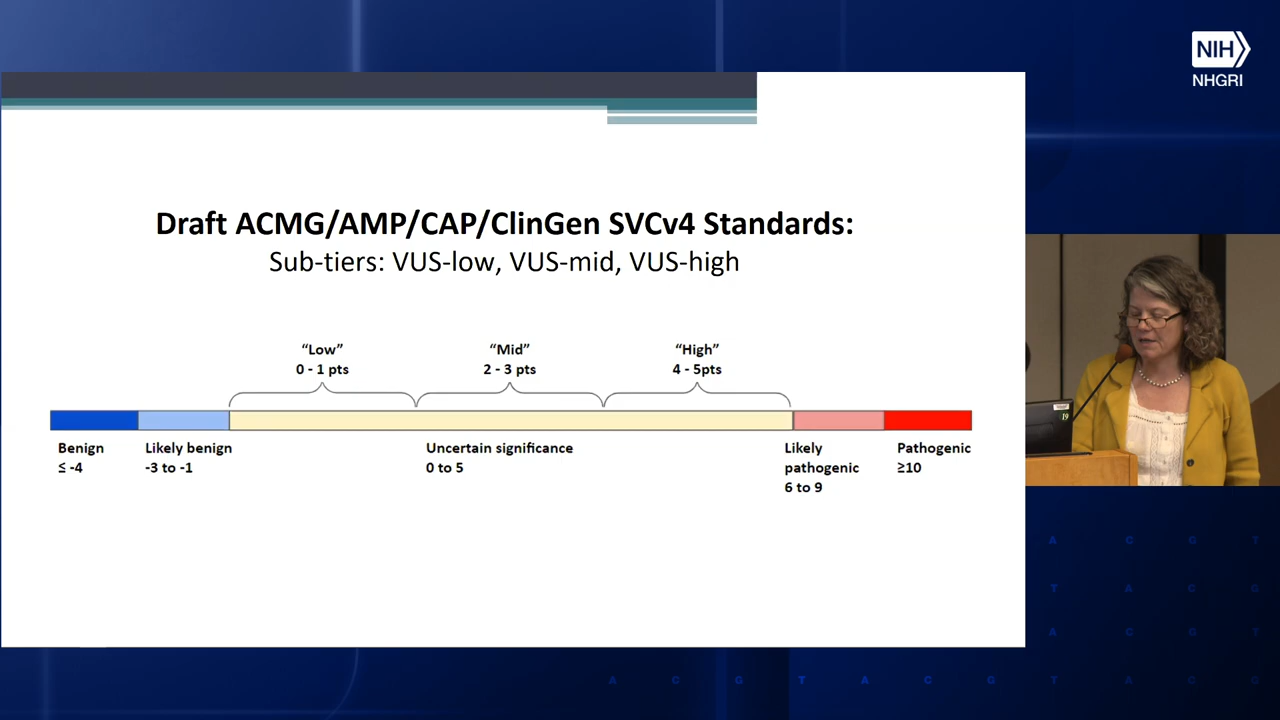 NIH
NHGRI
Draft ACMG/AMP/CAP/ClinGen SVCv4 Standards:
Sub-tiers: VUS-low, VUS-mid, VUS-high
“Low”
0 - 1 pts
“Mid”
2 - 3 pts
“High”
4 - 5pts
Benign
≤ -4
Likely benign
-3 to -1
Uncertain significance
0 to 5
Likely
pathogenic
6 to 9
Pathogenic
≥10
19
A C G T
T A C G
A C G T
A C G T A C G T A C G